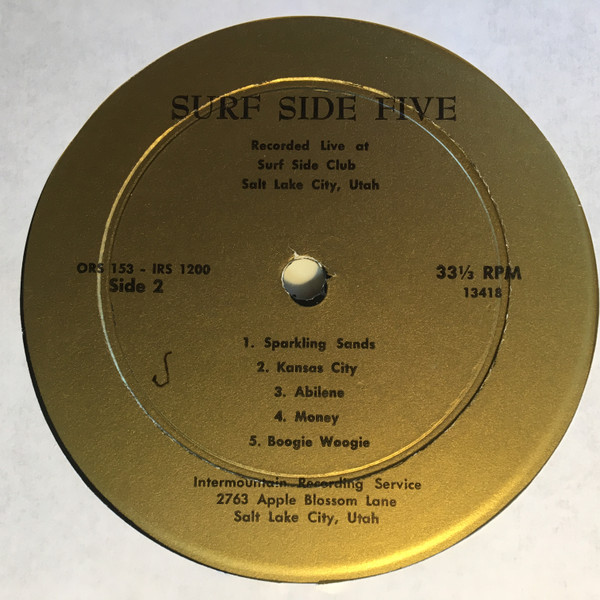 SURF SIDE FIVE
Recorded Live at
Surf Side Club
Salt Lake City, Utah
ORS 153 - IRS 1200
Side 2
33⅓ RPM
13418
1. Sparkling Sands
2. Kansas City
3. Abilene
4. Money
5. Boogie Woogie
Intermountain Recording Service
2763 Apple Blossom Lane
Salt Lake City, Utah